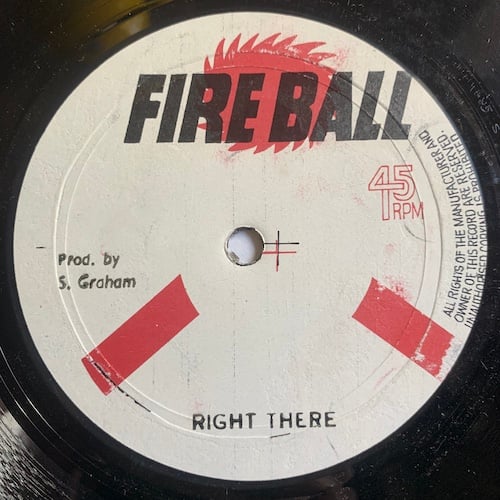 FIRE BALL
45
RPM
ALL RIGHTS OF THE MANUFACTURER AND
OWNER OF THIS RECORD ARE RESERVED.
UNAUTHORISED COPYING IS PROHIBITED
Prod. by
S. Graham
RIGHT THERE